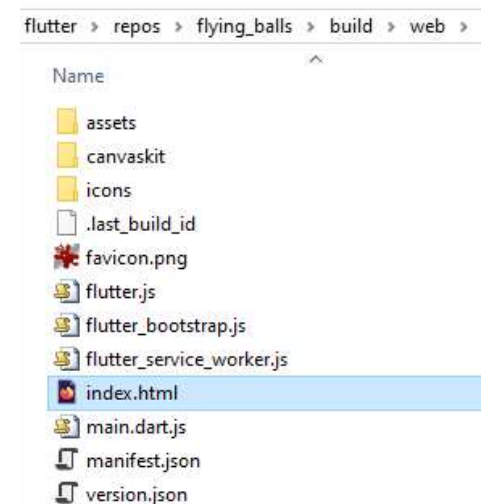 flutter > repos > flying_balls > build > web >
Name
assets
canvaskit
icons
.last_build_id
favicon.png
flutter.js
flutter_bootstrap.js
flutter_service_worker.js
index.html
main.dart.js
manifest.json
version.json